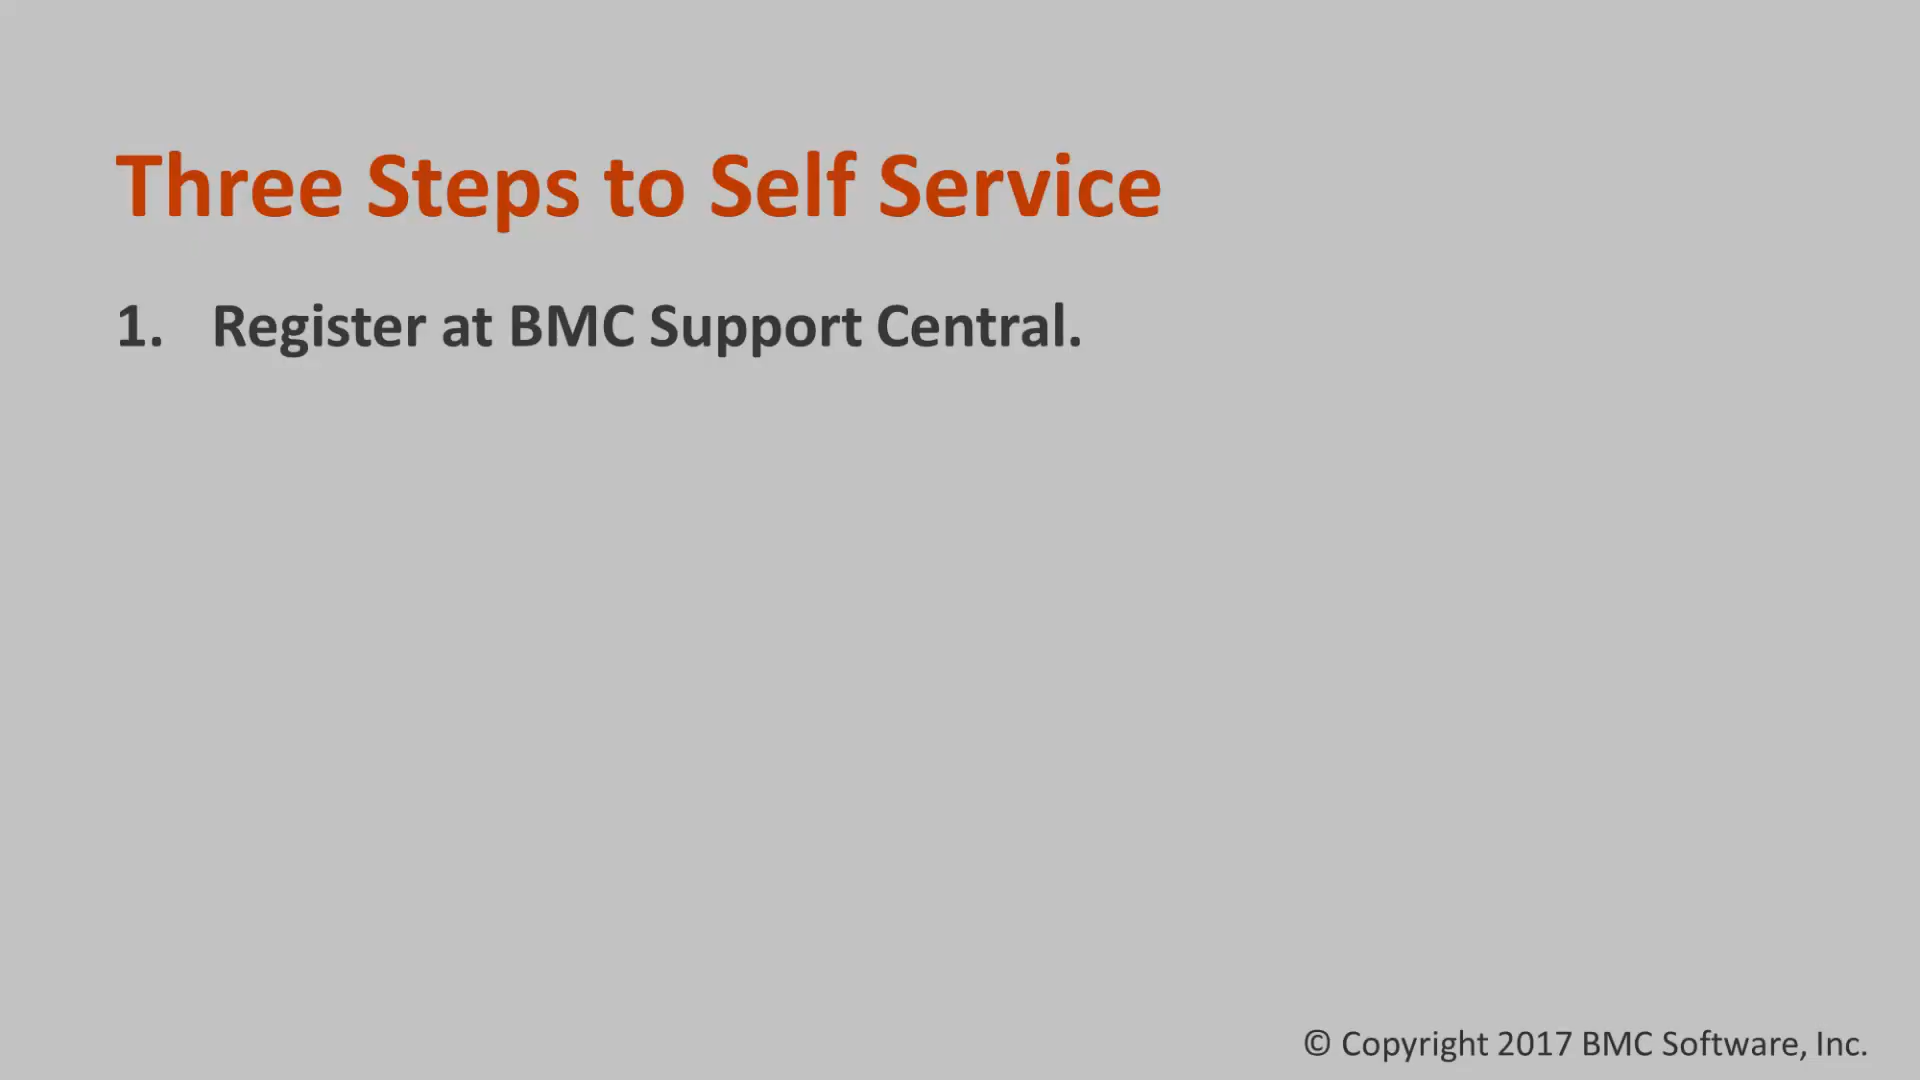 Three Steps to Self Service
1. Register at BMC Support Central.
© Copyright 2017 BMC Software, Inc.